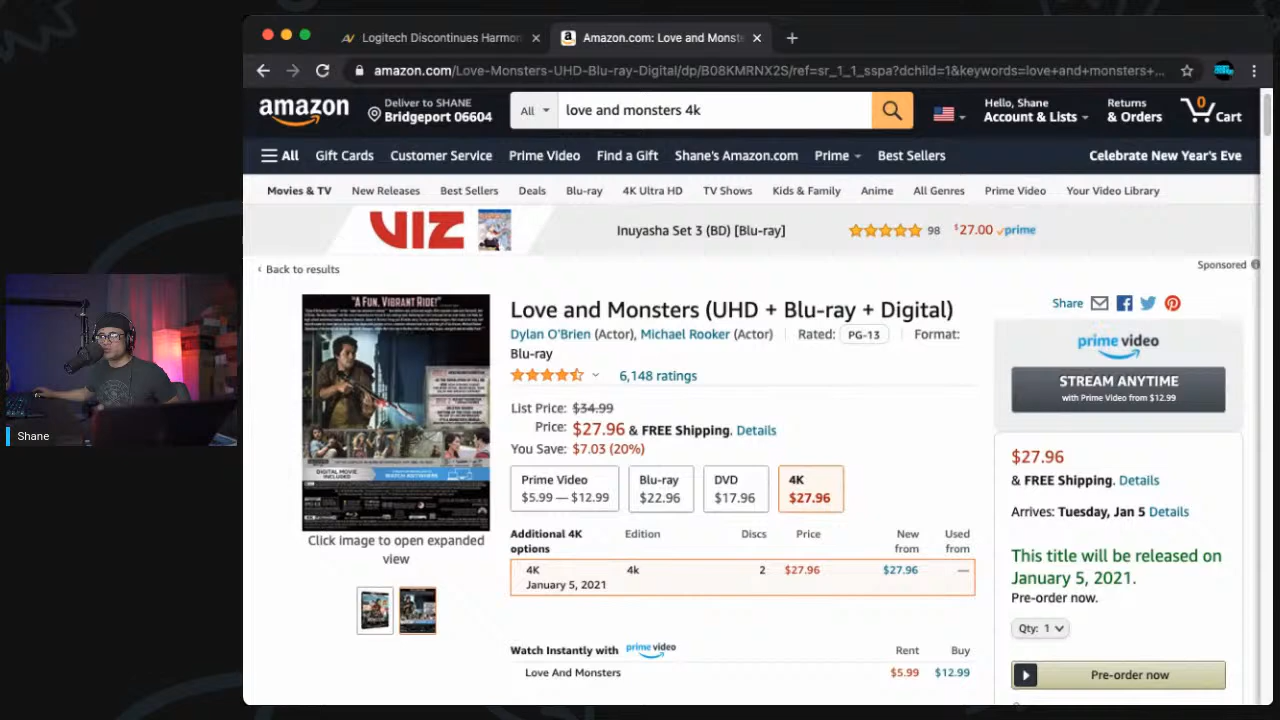 Logitech Discontinues Harmon
Amazon.com: Love and Monste
amazon.com/Love-Monsters-UHD-Blu-ray-Digital/dp/B08KMRNX2S/ref=sr_1_1_sspa?dchild=1&keywords=love+and+monsters+...
amazon
Deliver to SHANE
Bridgeport 06604
All
love and monsters 4k
Hello, Shane
Account & Lists
Returns
& Orders
0
Cart
All
Gift Cards
Customer Service
Prime Video
Find a Gift
Shane's Amazon.com
Prime
Best Sellers
Celebrate New Year's Eve
Movies & TV
New Releases
Best Sellers
Deals
Blu-ray
4K Ultra HD
TV Shows
Kids & Family
Anime
All Genres
Prime Video
Your Video Library
VIZ
Inuyasha Set 3 (BD) [Blu-ray]
98
$27.00
prime
Sponsored
‹ Back to results
"A FUN, VIBRANT RIDE!"
DIGITAL MOVIE
INCLUDED
Click image to open expanded
view
Love and Monsters (UHD + Blu-ray + Digital)
Dylan O'Brien (Actor), Michael Rooker (Actor)
Rated: PG-13
Format:
Blu-ray
6,148 ratings
List Price: $34.99
Price: $27.96 & FREE Shipping. Details
You Save: $7.03 (20%)
Prime Video
$5.99 — $12.99
Blu-ray
$22.96
DVD
$17.96
4K
$27.96
Additional 4K
options
Edition
Discs
Price
New
from
Used
from
4K
January 5, 2021
4k
2
$27.96
$27.96
—
Watch Instantly with prime video
Rent
Buy
Love And Monsters
$5.99
$12.99
Share
prime video
STREAM ANYTIME
with Prime Video from $12.99
$27.96
& FREE Shipping. Details
Arrives: Tuesday, Jan 5 Details
This title will be released on
January 5, 2021.
Pre-order now.
Qty: 1
Pre-order now
Shane